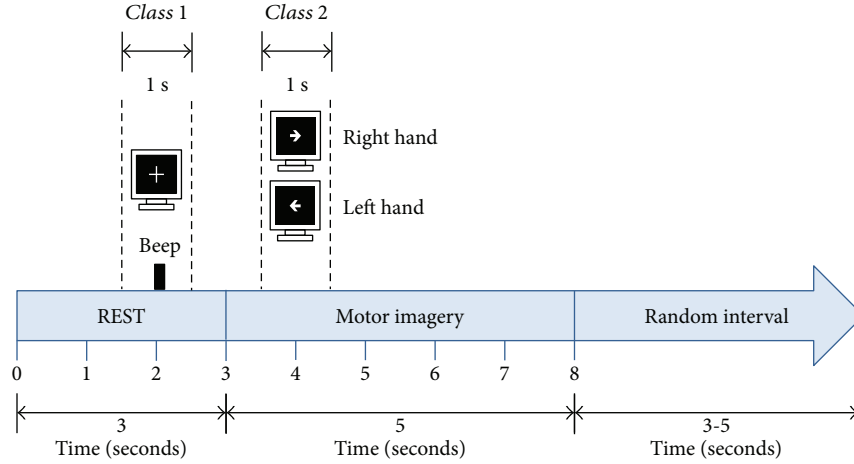 Class 1
Class 2
1 s
1 s
Right hand
Left hand
Beep
REST
Motor imagery
Random interval
0 1 2 3 4 5 6 7 8
3
5
3-5
Time (seconds)
Time (seconds)
Time (seconds)